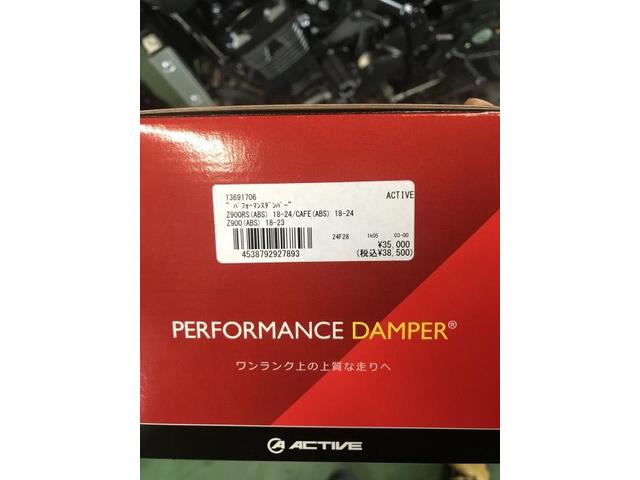 13691706
ACTIVE
"ﾊﾟﾌｫｰﾏﾝｽﾀﾞﾝﾊﾟｰ"
Z900RS(ABS) 18-24/CAFE(ABS) 18-24
Z900(ABS) 18-23
24F28 1k05 03-00
¥35,000
4538792927893
(税込¥38,500)
PERFORMANCE DAMPER®
ワンランク上の上質な走りへ
ACTIVE